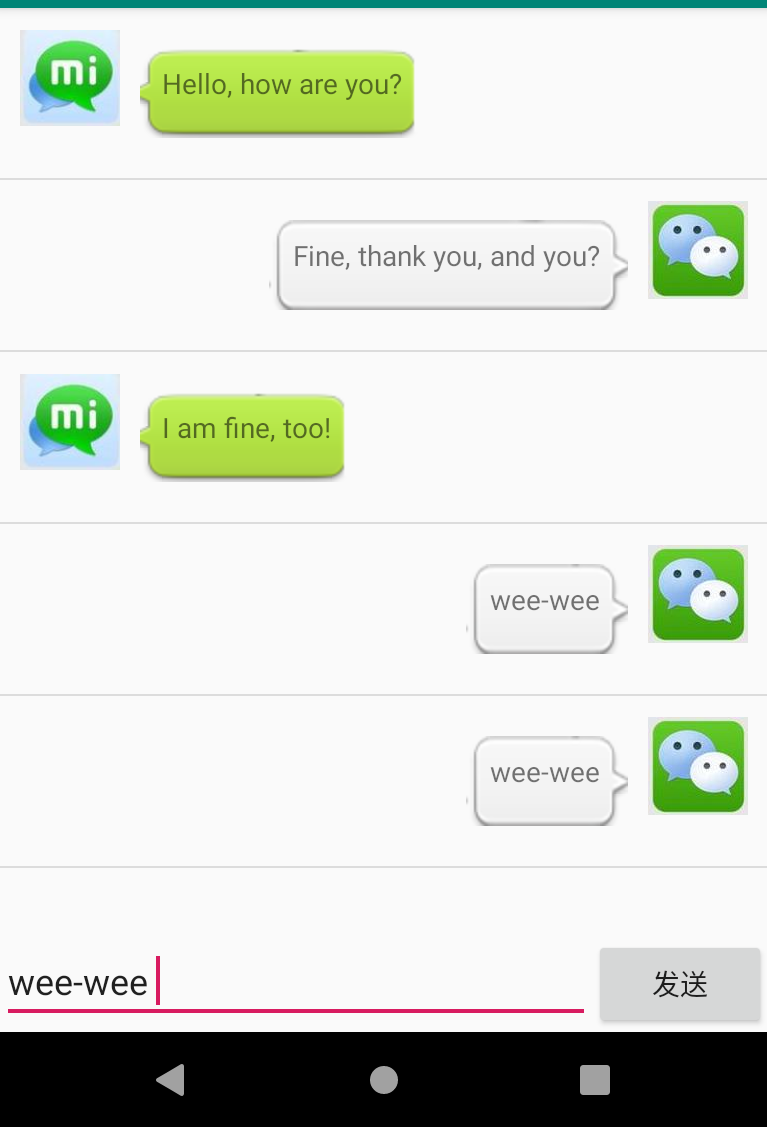 mi
Hello, how are you?
Fine, thank you, and you?
mi
I am fine, too!
wee-wee
wee-wee
wee-wee
发送